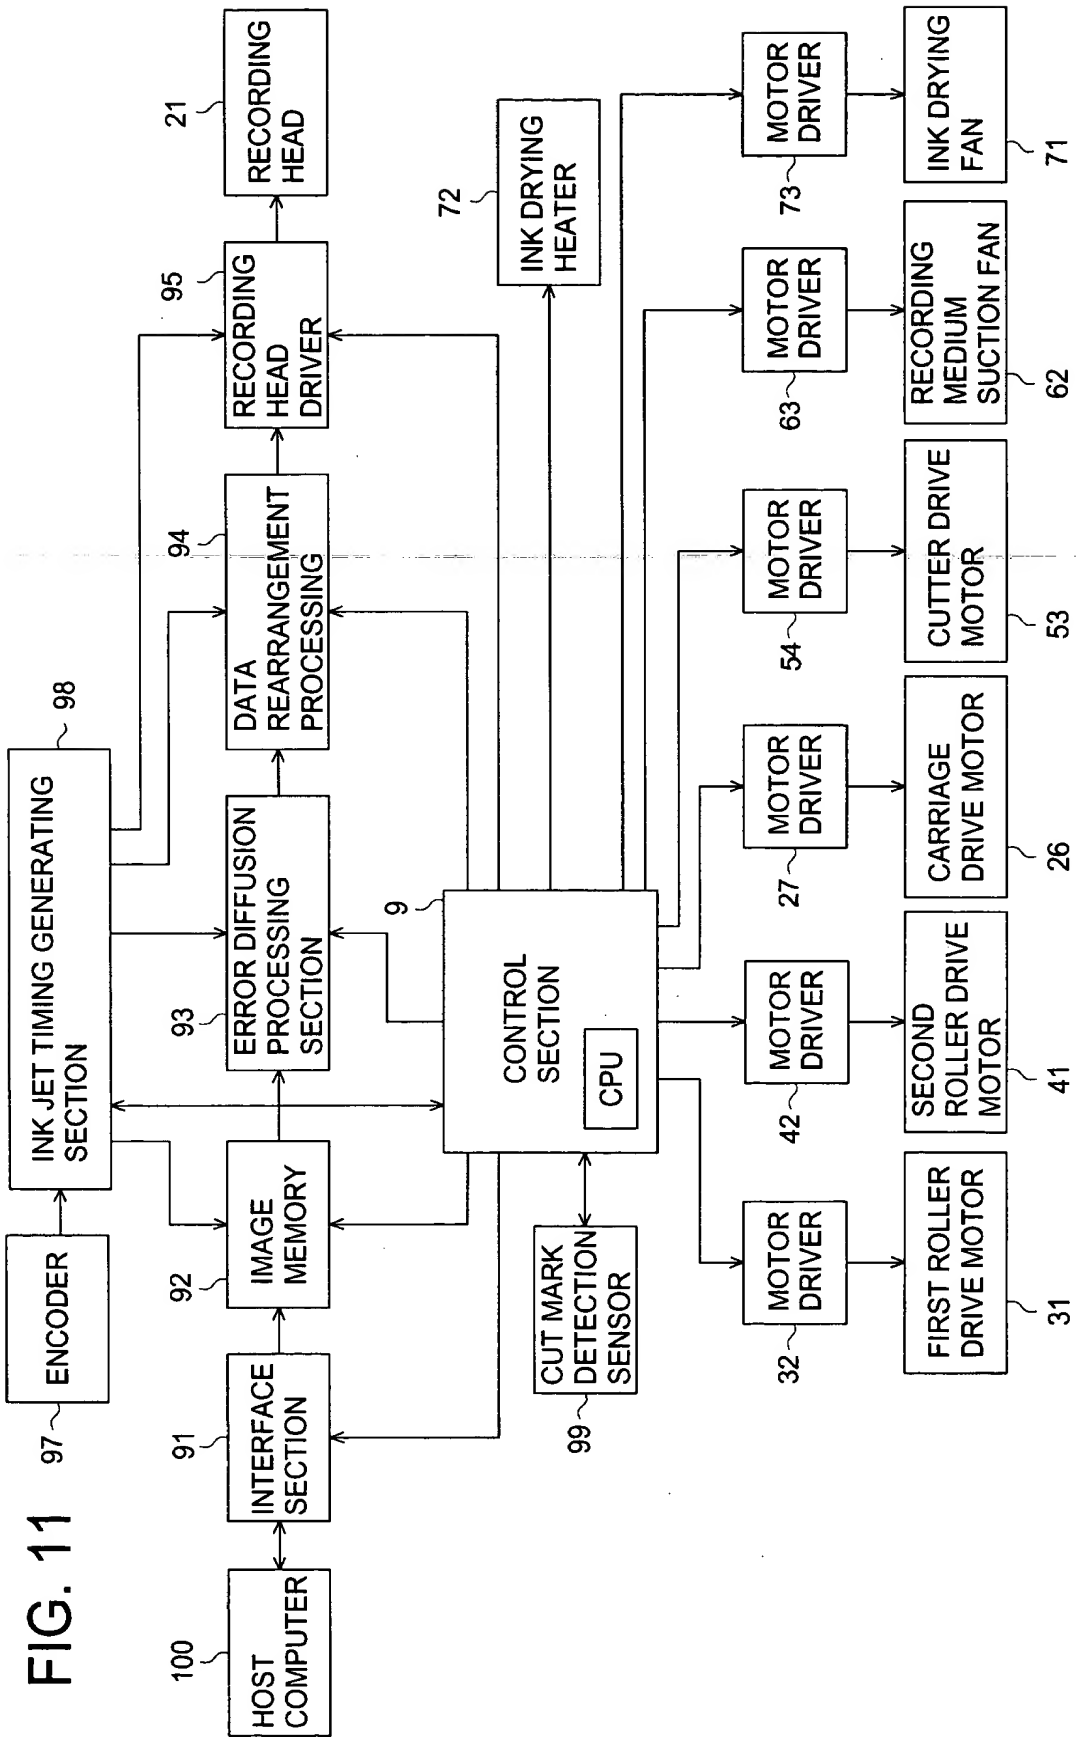 FIG. 11
97
ENCODER
INK JET TIMING GENERATING
SECTION
98
100
HOST
COMPUTER
91
INTERFACE
SECTION
92
IMAGE
MEMORY
93
ERROR DIFFUSION
PROCESSING
SECTION
94
DATA
REARRANGEMENT
PROCESSING
95
RECORDING
HEAD
DRIVER
21
RECORDING
HEAD
99
CUT MARK
DETECTION
SENSOR
9
CONTROL
SECTION
CPU
72
INK DRYING
HEATER
32
MOTOR
DRIVER
42
MOTOR
DRIVER
27
MOTOR
DRIVER
54
MOTOR
DRIVER
63
MOTOR
DRIVER
73
MOTOR
DRIVER
FIRST ROLLER
DRIVE MOTOR
31
SECOND
ROLLER DRIVE
MOTOR
41
CARRIAGE
DRIVE MOTOR
26
CUTTER DRIVE
MOTOR
53
RECORDING
MEDIUM
SUCTION FAN
62
INK DRYING
FAN
71